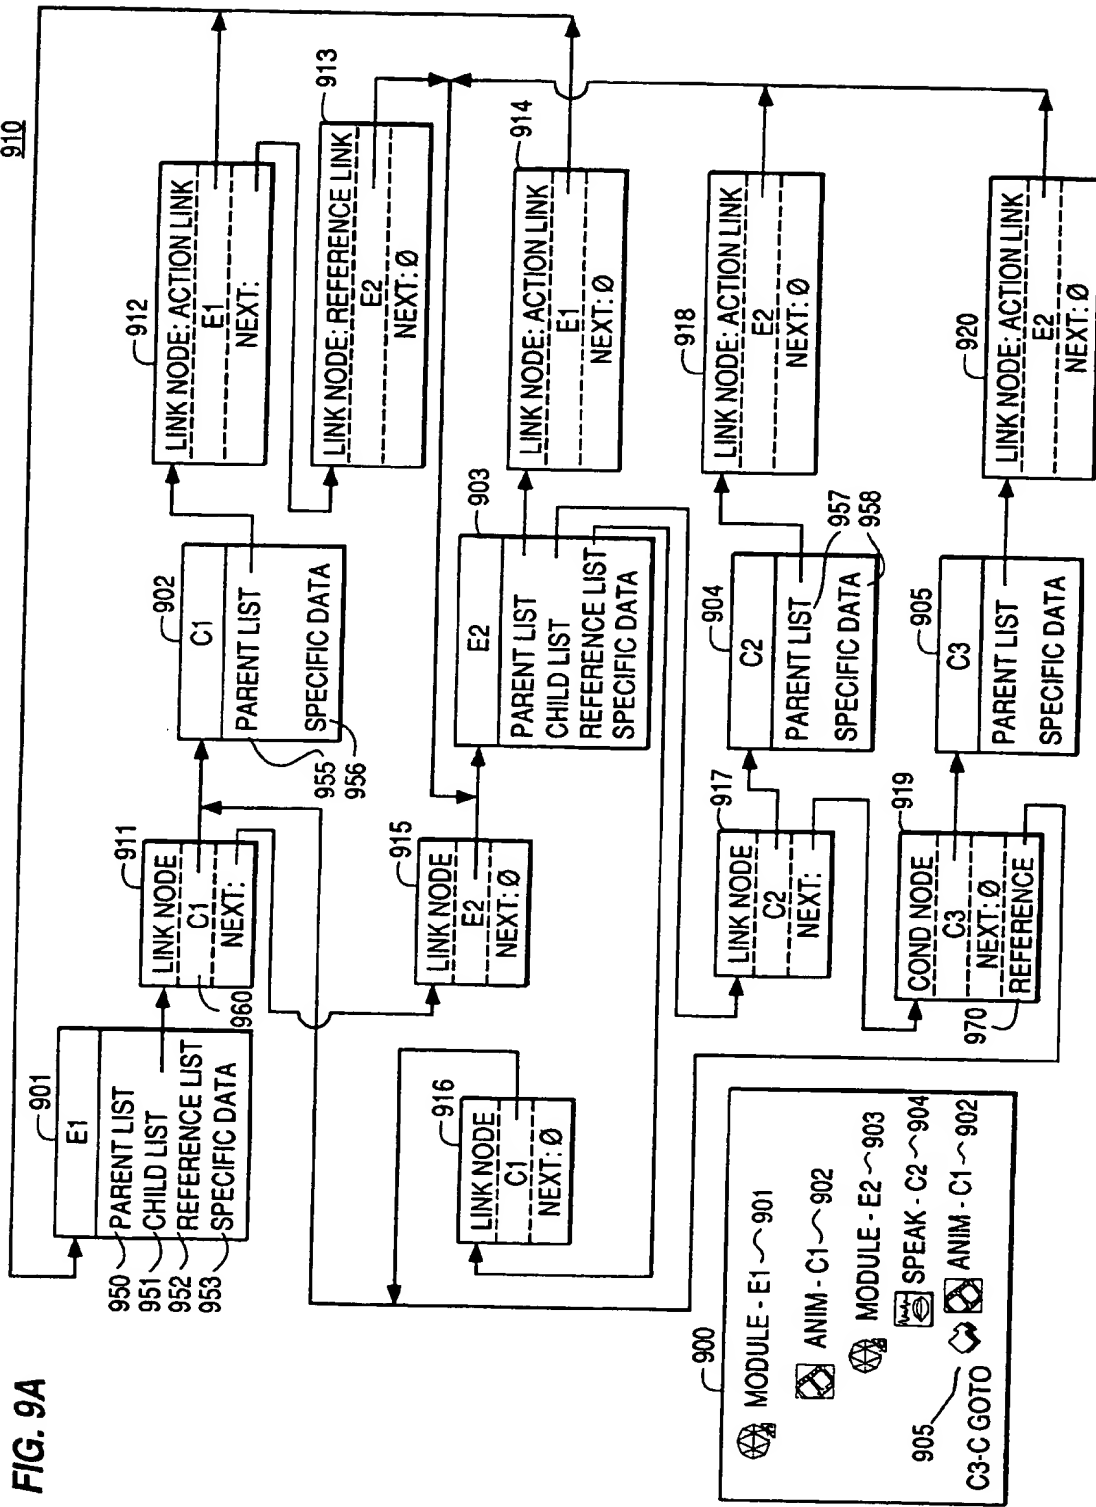 FIG. 9A
910
901
E1
PARENT LIST
CHILD LIST
REFERENCE LIST
SPECIFIC DATA
950
951
952
953
911
LINK NODE
C1
NEXT:
960
902
C1
PARENT LIST
SPECIFIC DATA
955
956
912
LINK NODE: ACTION LINK
E1
NEXT:
913
LINK NODE: REFERENCE LINK
E2
NEXT: Ø
915
LINK NODE
E2
NEXT: Ø
903
E2
PARENT LIST
CHILD LIST
REFERENCE LIST
SPECIFIC DATA
914
LINK NODE: ACTION LINK
E1
NEXT: Ø
916
LINK NODE
C1
NEXT: Ø
917
LINK NODE
C2
NEXT:
904
C2
PARENT LIST
SPECIFIC DATA
957
958
918
LINK NODE: ACTION LINK
E2
NEXT: Ø
919
COND NODE
C3
NEXT: Ø
REFERENCE
970
905
C3
PARENT LIST
SPECIFIC DATA
920
LINK NODE: ACTION LINK
E2
NEXT: Ø
900
MODULE - E1 901
ANIM - C1 902
MODULE - E2 903
SPEAK - C2 904
905
C3-C GOTO ANIM - C1 902